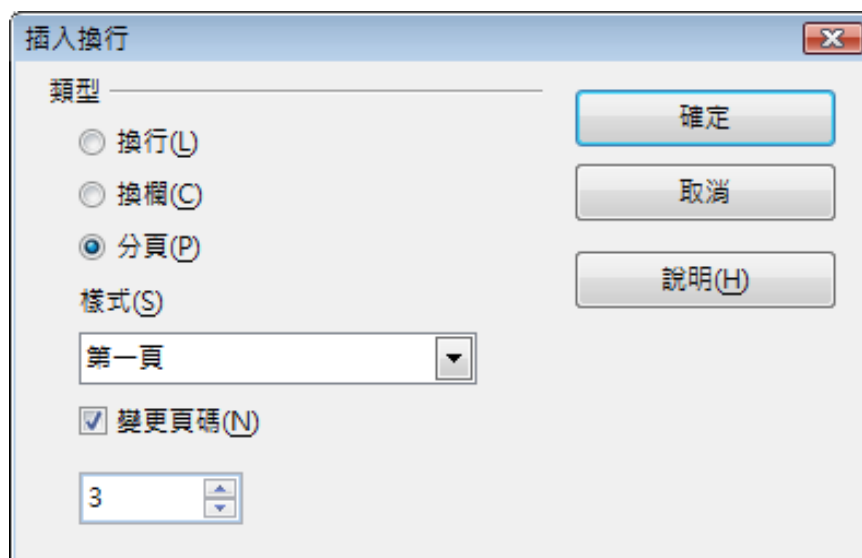 插入換行
類型
換行(L)
換欄(C)
分頁(P)
樣式(S)
第一頁
變更頁碼(N)
3
確定
取消
說明(H)